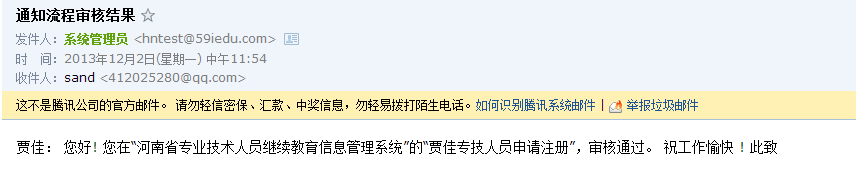 通知流程审核结果 ☆
发件人：系统管理员 <hntest@59iedu.com>
时 间：2013年12月2日(星期一) 中午11:54
收件人：sand <412025280@qq.com>
这不是腾讯公司的官方邮件。 请勿轻信密保、汇款、中奖信息，勿轻易拨打陌生电话。如何识别腾讯系统邮件 | 举报垃圾邮件
贾佳： 您好! 您在“河南省专业技术人员继续教育信息管理系统”的“贾佳专技人员申请注册”，审核通过。 祝工作愉快 ! 此致